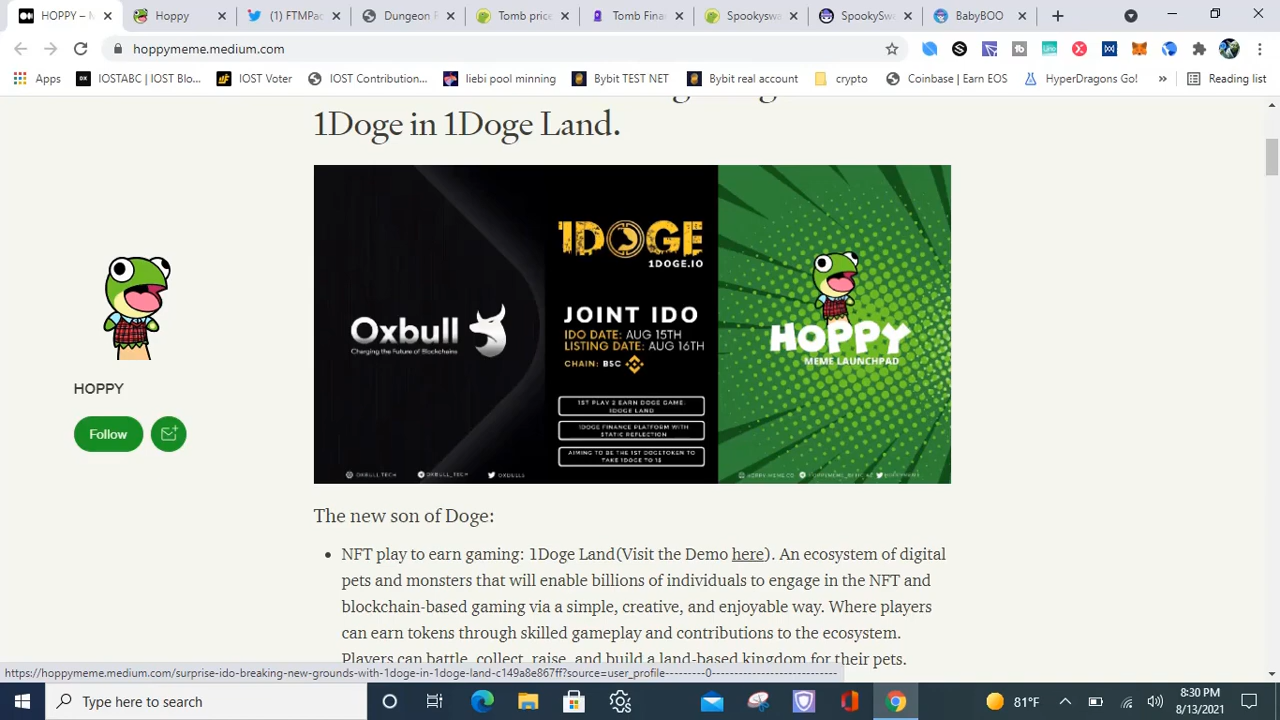 HOPPY – M
Hoppy
(1) FTMPac
Dungeon R
Tomb price
Tomb Fina
Spookyswa
SpookySwa
BabyBOO
hoppymeme.medium.com
Apps
IOSTABC | IOST Blo...
IOST Voter
IOST Contribution...
liebi pool minning
Bybit TEST NET
Bybit real account
crypto
Coinbase | Earn EOS
HyperDragons Go!
»
Reading list
1Doge in 1Doge Land.
Oxbull
Changing the Future of Blockchains
1DOGE
1DOGE.IO
JOINT IDO
IDO DATE: AUG 15TH
LISTING DATE: AUG 16TH
CHAIN: BSC
1ST PLAY 2 EARN DOGE GAME:
1DOGE LAND
1DOGE FINANCE PLATFORM WITH
STATIC REFLECTION
AIMING TO BE THE 1ST DOGETOKEN TO
TAKE 1DOGE TO 1$
HOPPY
MEME LAUNCHPAD
OXBULL.TECH
OXBULL_TECH
OXBULL5
HOPPY
Follow
The new son of Doge:
• NFT play to earn gaming: 1Doge Land(Visit the Demo here). An ecosystem of digital
pets and monsters that will enable billions of individuals to engage in the NFT and
blockchain-based gaming via a simple, creative, and enjoyable way. Where players
can earn tokens through skilled gameplay and contributions to the ecosystem.
Players can battle, collect, raise, and build a land-based kingdom for their pets.
https://hoppymeme.medium.com/surprise-ido-breaking-new-grounds-with-1doge-in-1doge-land-c149a8e867ff?source=user_profile---------0----------------------------
Type here to search
81°F
8:30 PM
8/13/2021